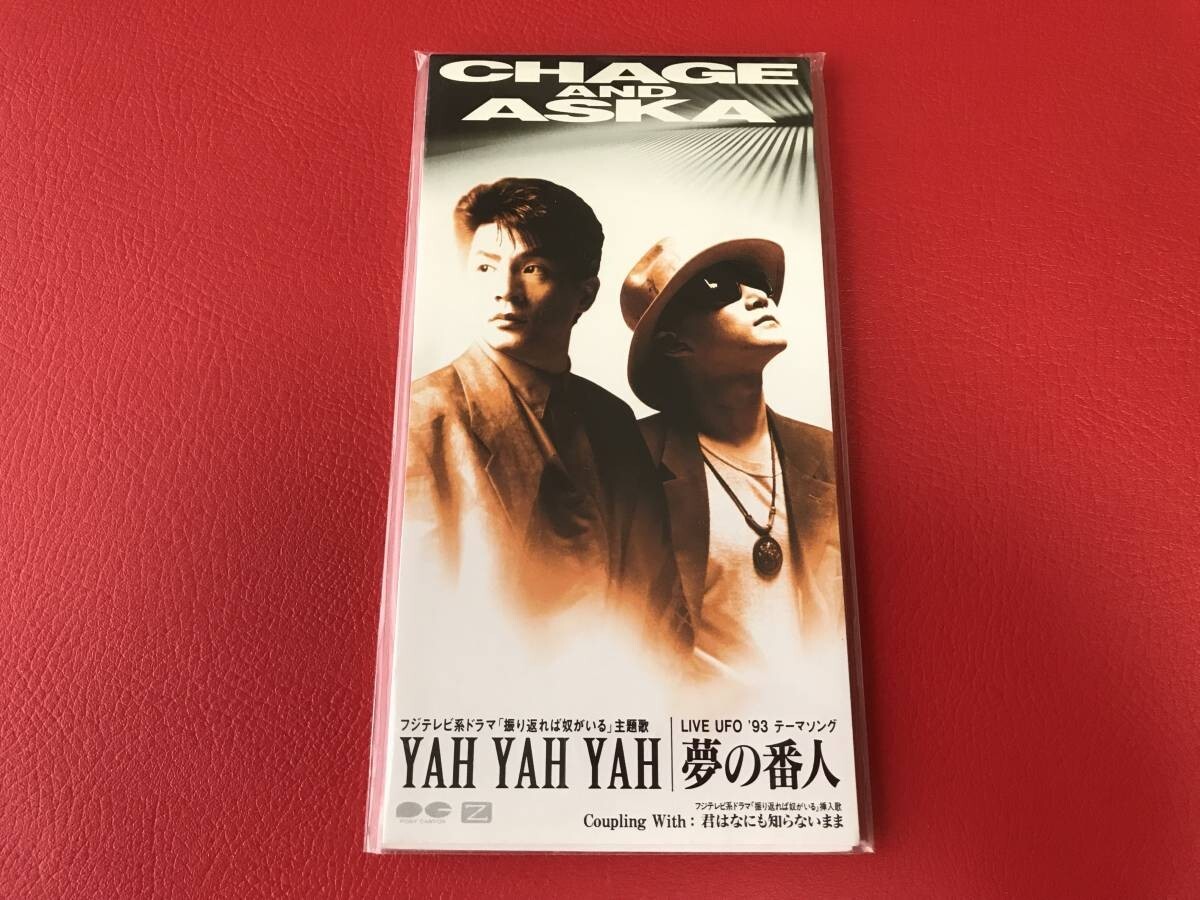 CHAGE
AND
ASKA
フジテレビ系ドラマ「振り返れば奴がいる」主題歌
YAH YAH YAH
LIVE UFO '93 テーマソング
夢の番人
フジテレビ系ドラマ「振り返れば奴がいる」挿入歌
Coupling With : 君はなにも知らないまま
PONY CANYON
Z